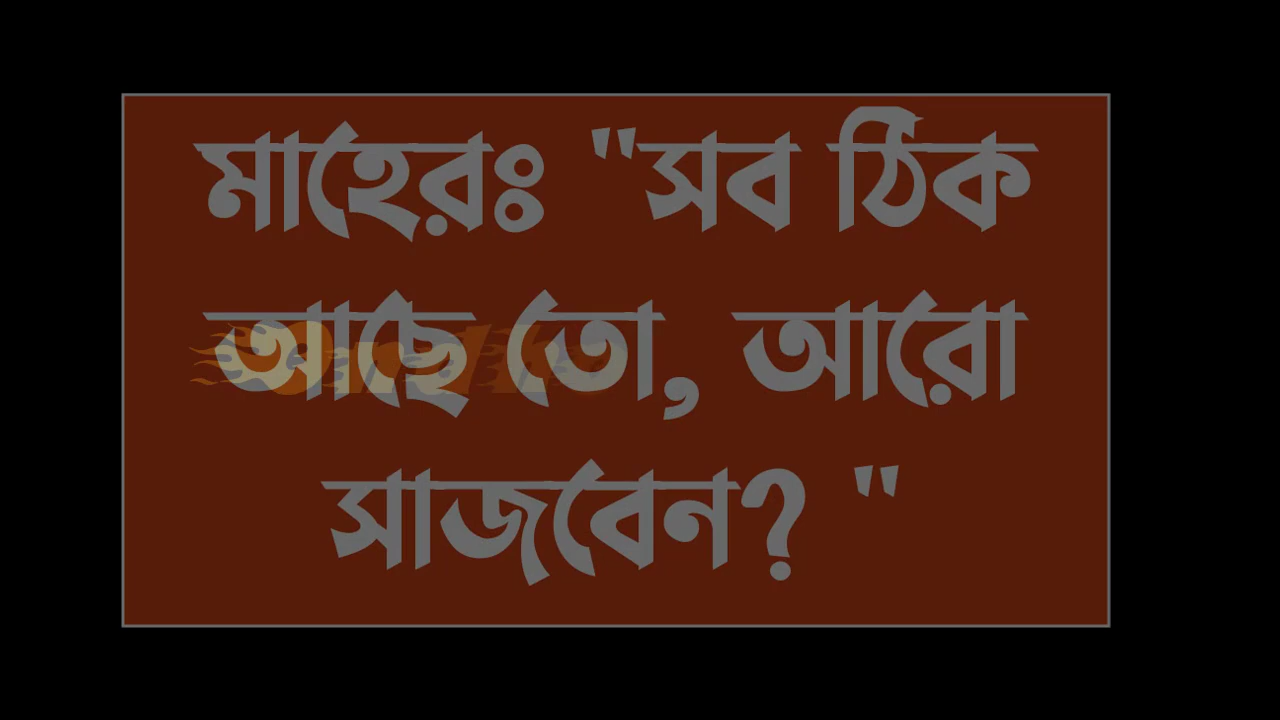 মাহেরঃ "সব ঠিক
আছে তো, আরো
সাজবেন? "